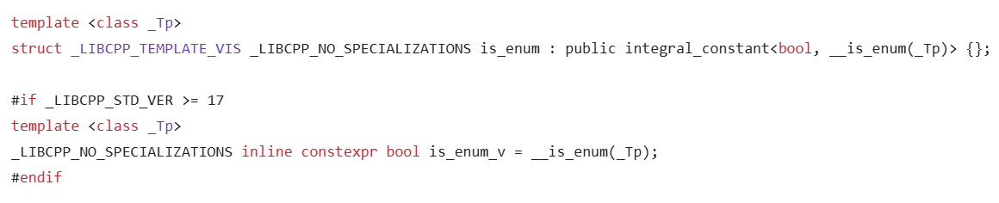 template <class _Tp>
struct _LIBCPP_TEMPLATE_VIS _LIBCPP_NO_SPECIALIZATIONS is_enum : public integral_constant<bool, __is_enum(_Tp)> {};
#if _LIBCPP_STD_VER >= 17
template <class _Tp>
_LIBCPP_NO_SPECIALIZATIONS inline constexpr bool is_enum_v = __is_enum(_Tp);
#endif